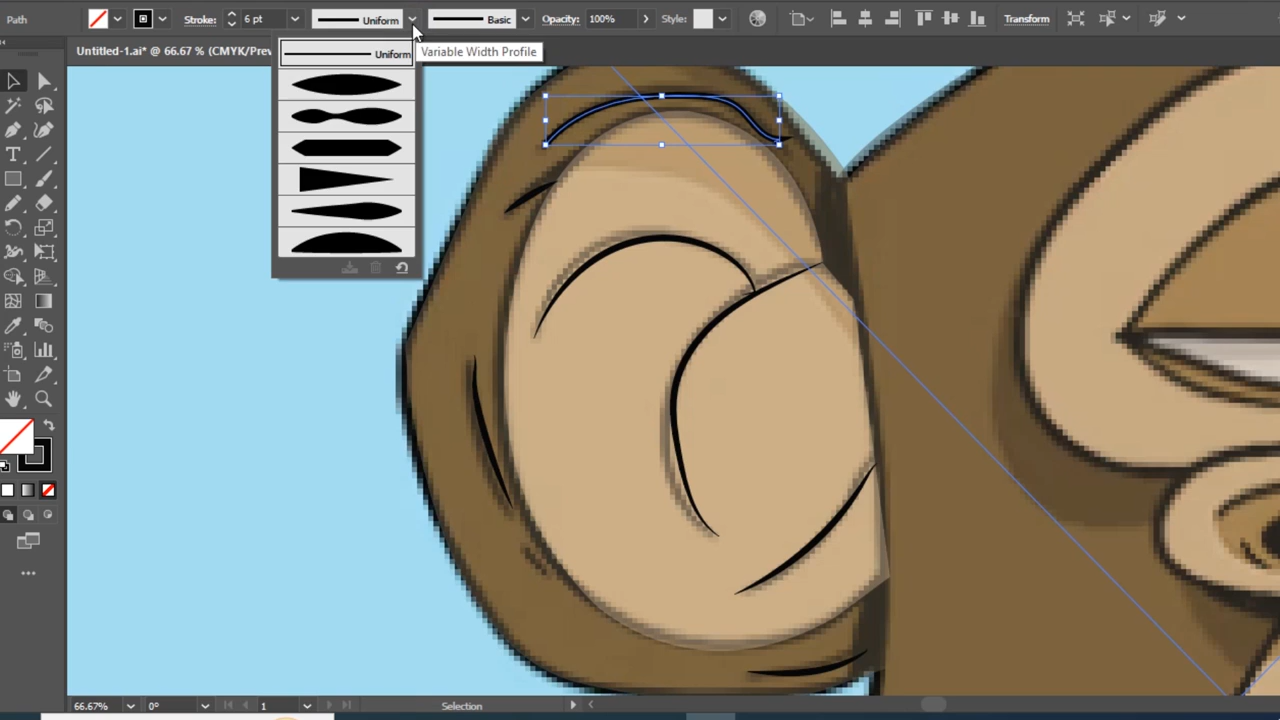 Path
Stroke:
6 pt
Uniform
Basic
Opacity:
100%
Style:
Transform
Untitled-1.ai* @ 66.67 % (CMYK/Prev
Uniform
Variable Width Profile
66.67%
0°
1
Selection